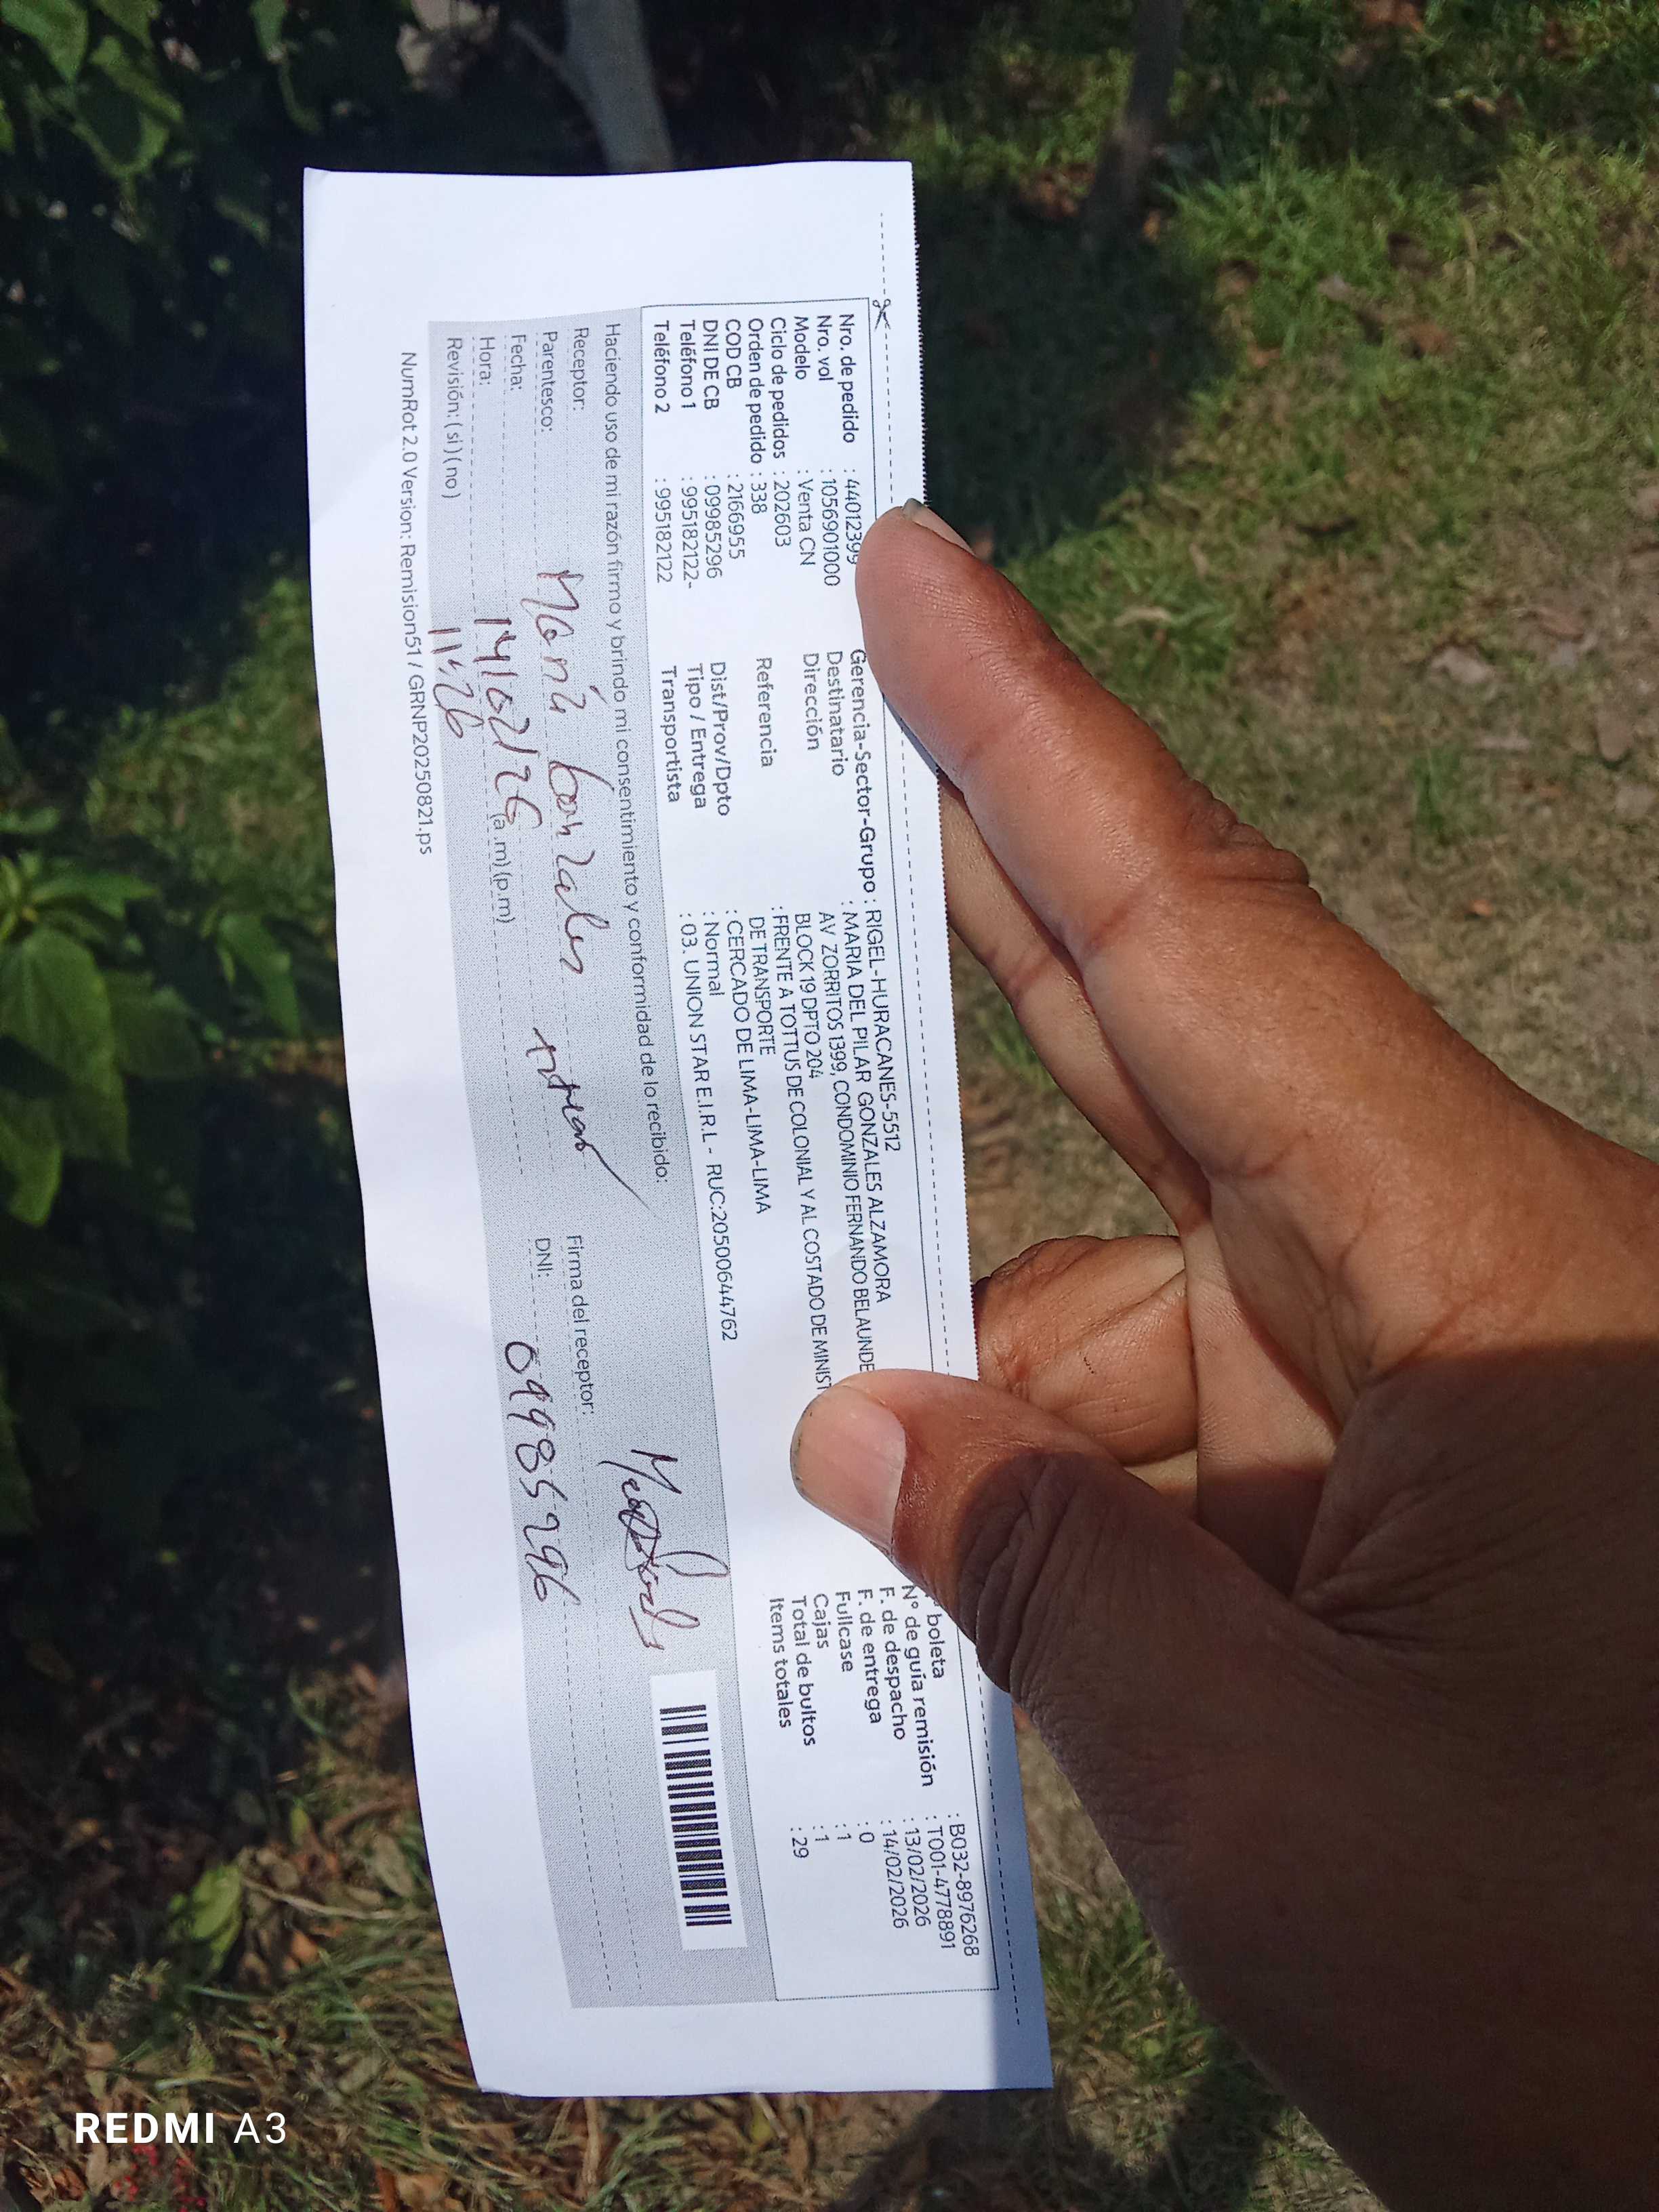 Nro. de pedido : 44012399
Nro. vol : 1056901000
Modelo : Venta CN
Ciclo de pedidos : 202603
Orden de pedido : 338
COD CB : 2166955
DNI DE CB : 09985296
Teléfono 1 : 995182122-
Teléfono 2 : 995182122
Gerencia-Sector-Grupo : RIGEL-HURACANES-5512
Destinatario : MARIA DEL PILAR GONZALES ALZAMORA
Dirección AV ZORRITOS 1399, CONDOMINIO FERNANDO BELAUNDE
BLOCK 19 DPTO 204
Referencia : FRENTE A TOTTUS DE COLONIAL Y AL COSTADO DE MINIST
DE TRANSPORTE
Dist/Prov/Dpto : CERCADO DE LIMA-LIMA-LIMA
Tipo / Entrega : Normal
Transportista : 03. UNION STAR E.I.R.L - RUC:20500644762
boleta : B032-8976268
N° de guía remisión : T001-4778891
F. de despacho : 13/02/2026
F. de entrega : 14/02/2026
Fullcase : 0
Cajas : 1
Total de bultos : 1
Items totales : 29
Haciendo uso de mi razón firmo y brindo mi consentimiento y conformidad de lo recibido:
Receptor:
Parentesco: María Gonzales
Fecha: 14/02/26
Hora: 11:26 (a.m) (p.m)
Revisión: ( si ) ( no )
Firma del receptor:
DNI: 09985296
NumRot 2.0 Version: Remision51 / GRNP20250821.ps
REDMI A3